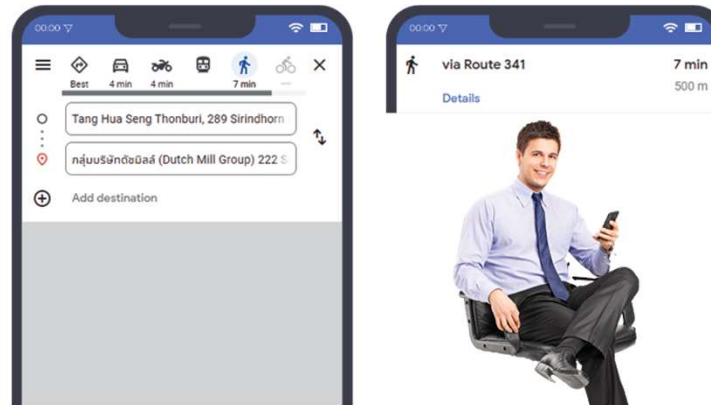 00:00
Best
4 min
4 min
7 min
Tang Hua Seng Thonburi, 289 Sirindhorn
กลุ่มบริษัทดัชมิลล์ (Dutch Mill Group) 222 S
Add destination
00:00
via Route 341
7 min
500 m
Details